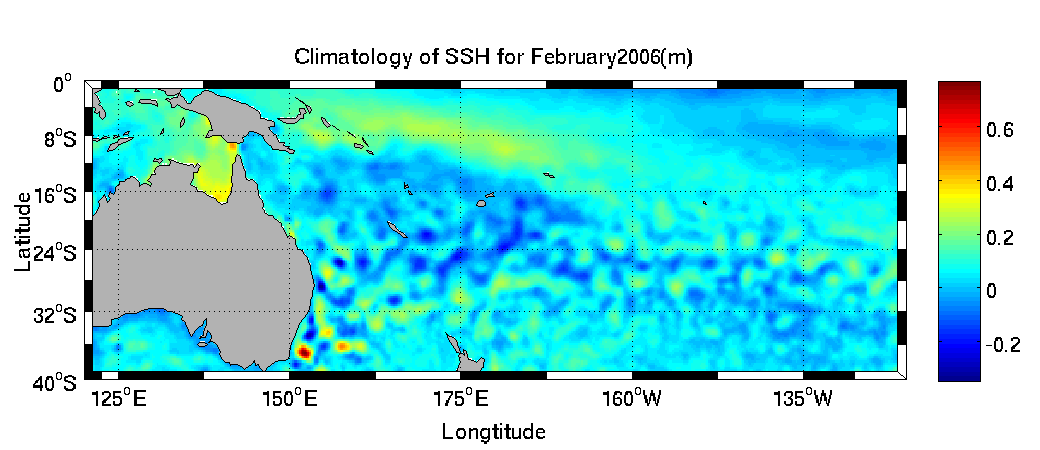 Climatology of SSH for February2006(m)
0°
8°S
16°S
24°S
32°S
40°S
Latitude
125°E
150°E
175°E
160°W
135°W
Longtitude
0.6
0.4
0.2
0
-0.2